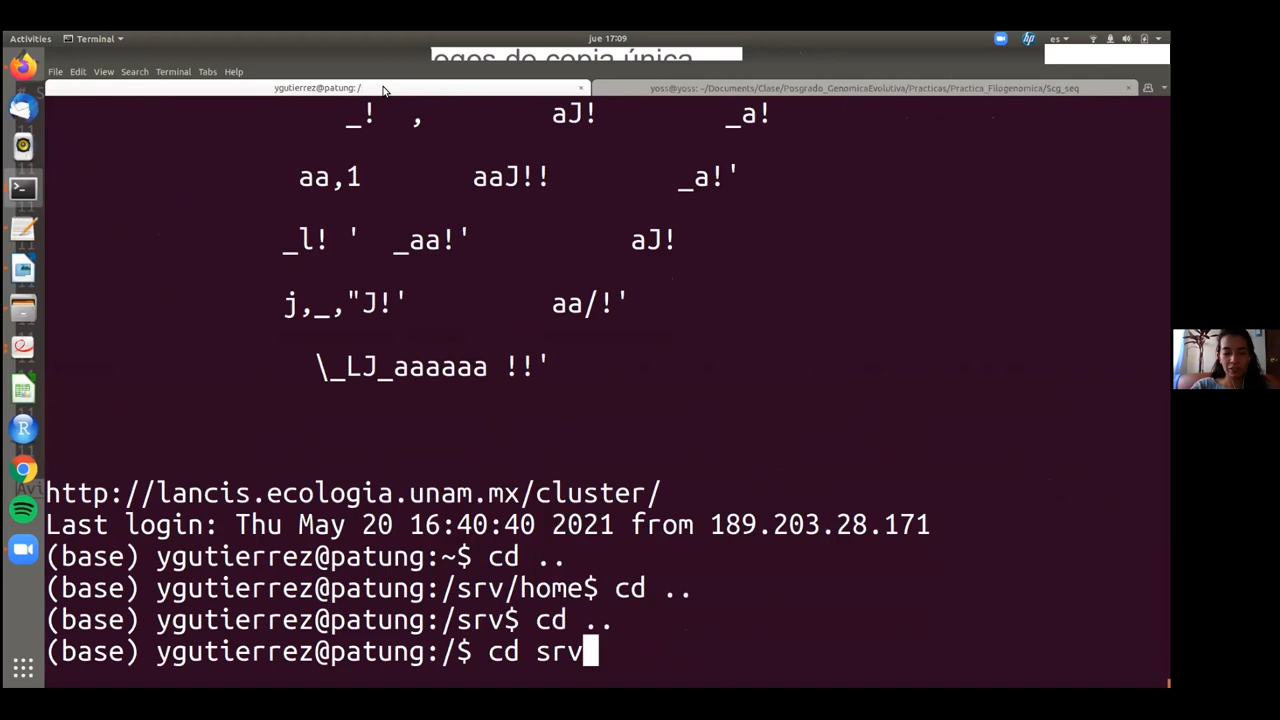 Activities
Terminal
jue 17:09
es
ogos de copia única
File Edit View Search Terminal Tabs Help
ygutierrez@patung: /
yoss@yoss: ~/Documents/Clase/Posgrado_GenomicaEvolutiva/Practicas/Practica_Filogenomica/Scg_seq
_! , aJ! _a!
aa,1 aaJ!! _a!'
_l! ' _aa!' aJ!
j,_,"J!' aa/!'
\_LJ_aaaaaa !!'
http://lancis.ecologia.unam.mx/cluster/
Last login: Thu May 20 16:40:40 2021 from 189.203.28.171
(base) ygutierrez@patung:~$ cd ..
(base) ygutierrez@patung:/srv/home$ cd ..
(base) ygutierrez@patung:/srv$ cd ..
(base) ygutierrez@patung:/$ cd srv